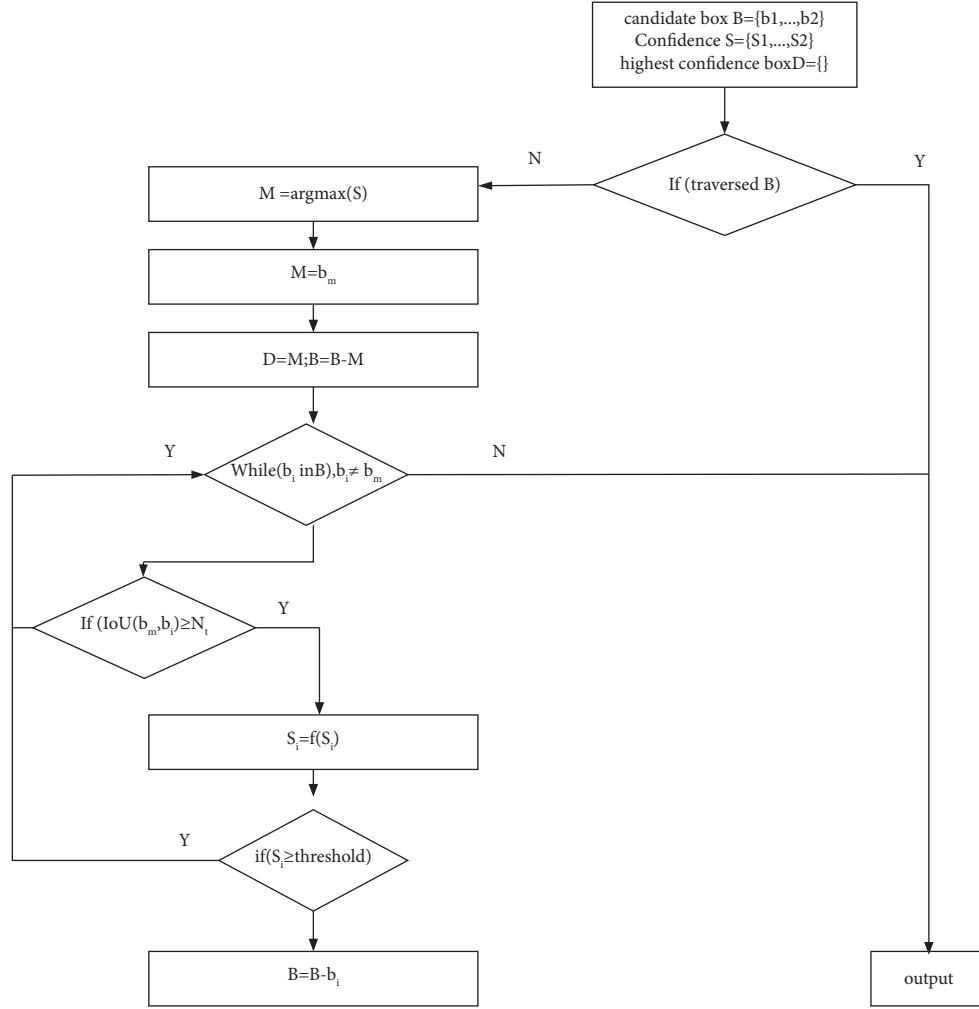 candidate box B={b1,...,b2}
Confidence S={S1,...,S2}
highest confidence boxD={}
N
Y
If (traversed B)
M =argmax(S)
M=bₘ
D=M;B=B-M
Y
N
While(bᵢ inB),bᵢ≠ bₘ
If (IoU(bₘ,bᵢ)≥Nₜ
Y
Sᵢ=f(Sᵢ)
Y
if(Sᵢ≥threshold)
B=B-bᵢ
output